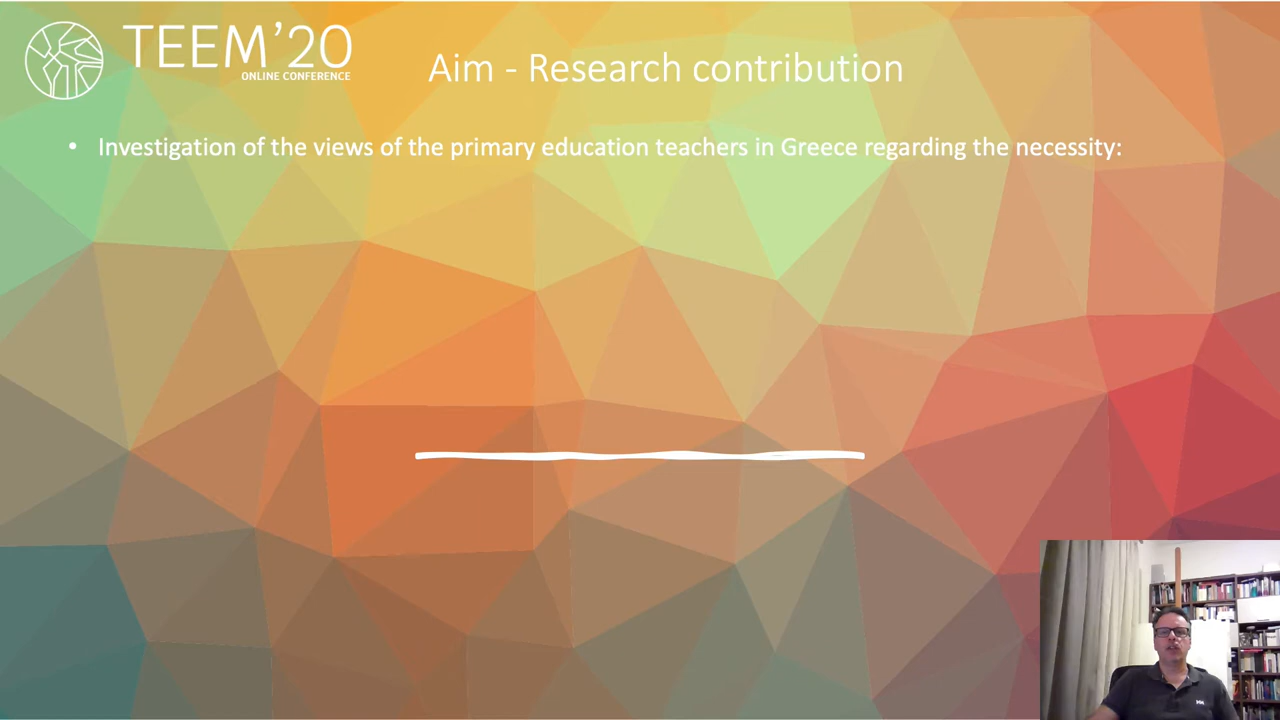 TEEM’20
ONLINE CONFERENCE
Aim - Research contribution
• Investigation of the views of the primary education teachers in Greece regarding the necessity: